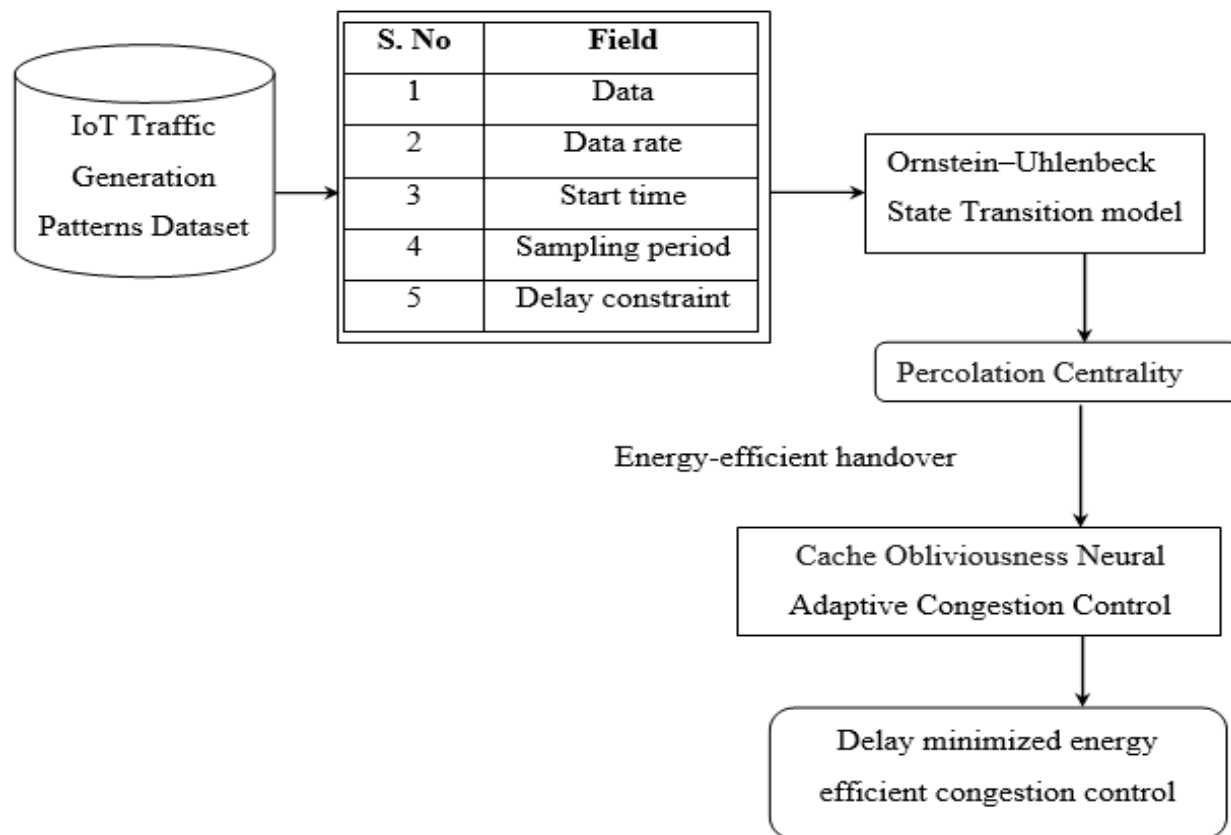 IoT Traffic
Generation
Patterns Dataset
S. No Field
1 Data
2 Data rate
3 Start time
4 Sampling period
5 Delay constraint
Ornstein–Uhlenbeck
State Transition model
Percolation Centrality
Energy-efficient handover
Cache Obliviousness Neural
Adaptive Congestion Control
Delay minimized energy
efficient congestion control